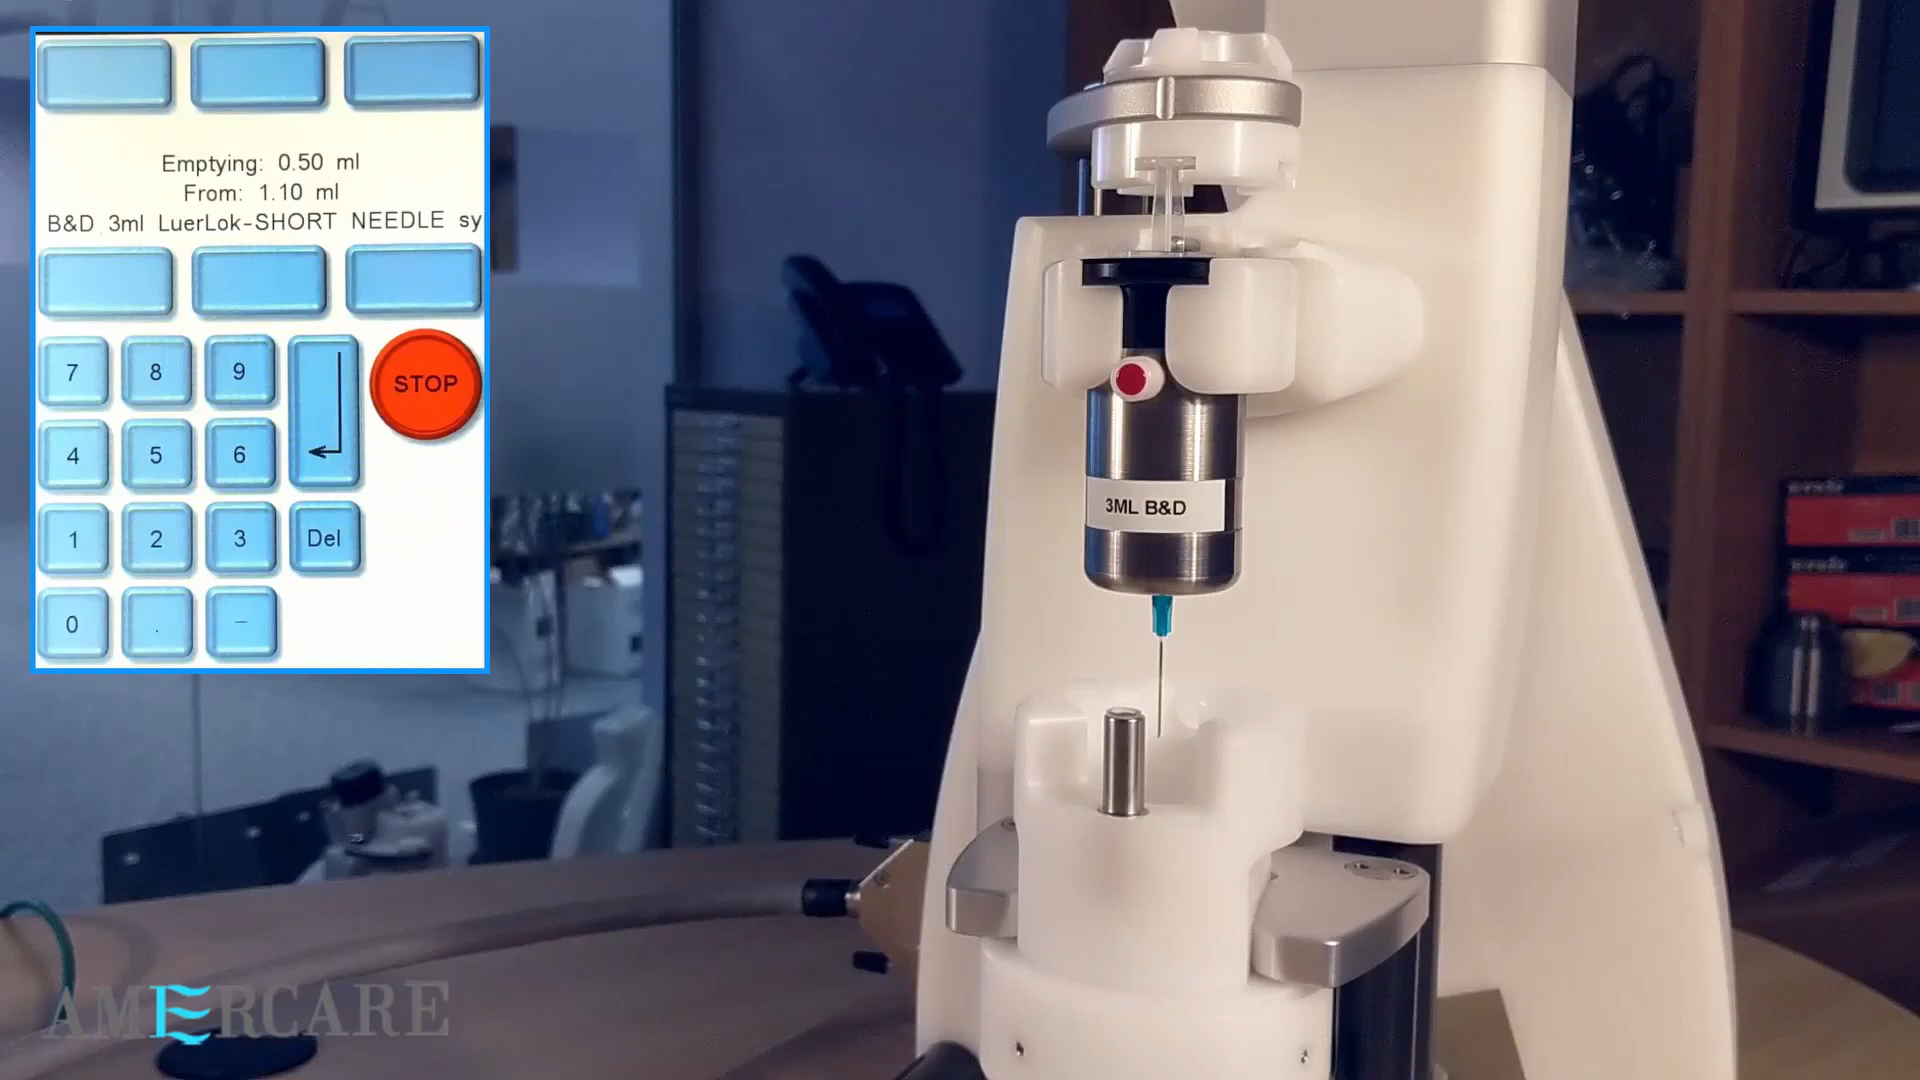 Emptying: 0.50 ml
From: 1.10 ml
B&D 3ml LuerLok-SHORT NEEDLE sy
7 8 9
STOP
4 5 6
1 2 3 Del
0 . -
3ML B&D
AMERCARE